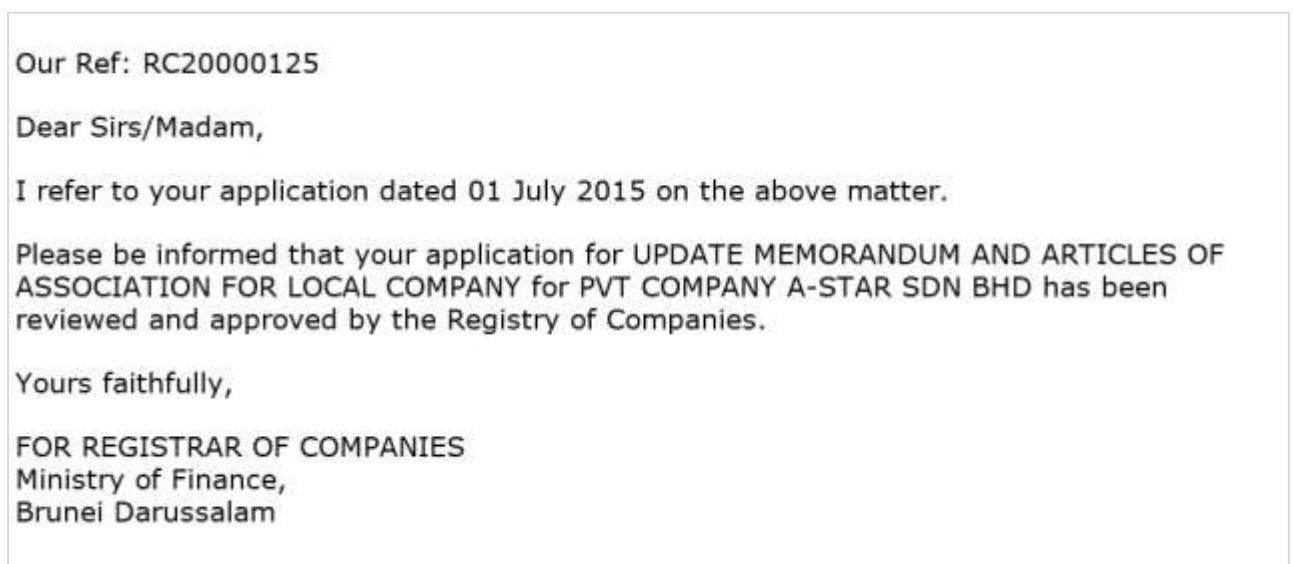 Our Ref: RC20000125
Dear Sirs/Madam,
I refer to your application dated 01 July 2015 on the above matter.
Please be informed that your application for UPDATE MEMORANDUM AND ARTICLES OF
ASSOCIATION FOR LOCAL COMPANY for PVT COMPANY A-STAR SDN BHD has been
reviewed and approved by the Registry of Companies.
Yours faithfully,
FOR REGISTRAR OF COMPANIES
Ministry of Finance,
Brunei Darussalam